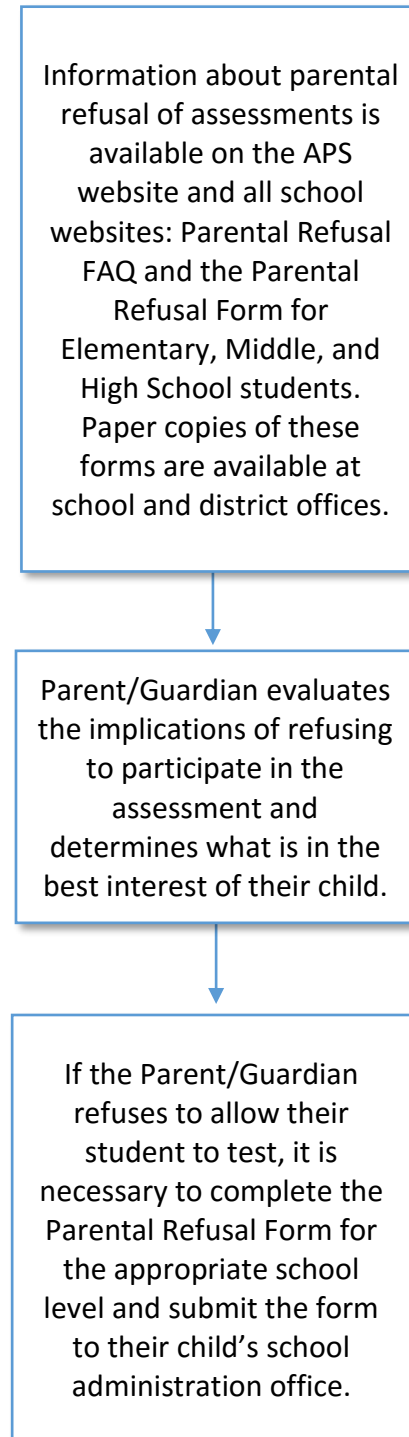 Information about parental
refusal of assessments is
available on the APS
website and all school
websites: Parental Refusal
FAQ and the Parental
Refusal Form for
Elementary, Middle, and
High School students.
Paper copies of these
forms are available at
school and district offices.
Parent/Guardian evaluates
the implications of refusing
to participate in the
assessment and
determines what is in the
best interest of their child.
If the Parent/Guardian
refuses to allow their
student to test, it is
necessary to complete the
Parental Refusal Form for
the appropriate school
level and submit the form
to their child’s school
administration office.